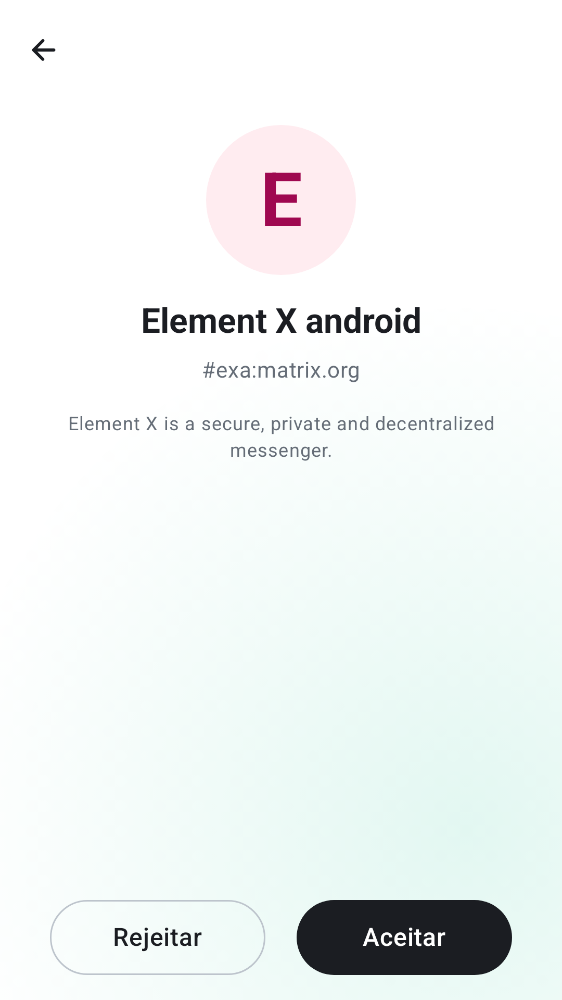 E
Element X android
#exa:matrix.org
Element X is a secure, private and decentralized
messenger.
Rejeitar
Aceitar